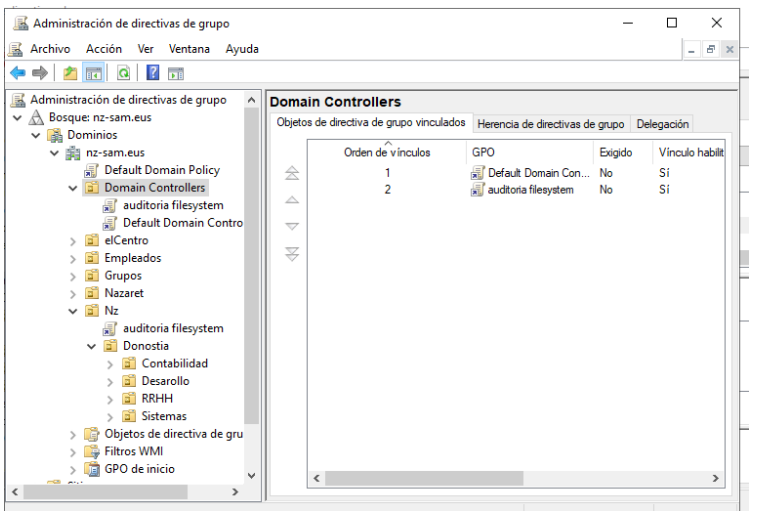 Administración de directivas de grupo
Archivo Acción Ver Ventana Ayuda
Administración de directivas de grupo
Bosque: nz-sam.eus
Dominios
nz-sam.eus
Default Domain Policy
Domain Controllers
auditoria filesystem
Default Domain Contro
elCentro
Empleados
Grupos
Nazaret
Nz
auditoria filesystem
Donostia
Contabilidad
Desarollo
RRHH
Sistemas
Objetos de directiva de gru
Filtros WMI
GPO de inicio
Domain Controllers
Objetos de directiva de grupo vinculados Herencia de directivas de grupo Delegación
Orden de vínculos GPO Exigido Vínculo habilit
1 Default Domain Con... No Sí
2 auditoria filesystem No Sí